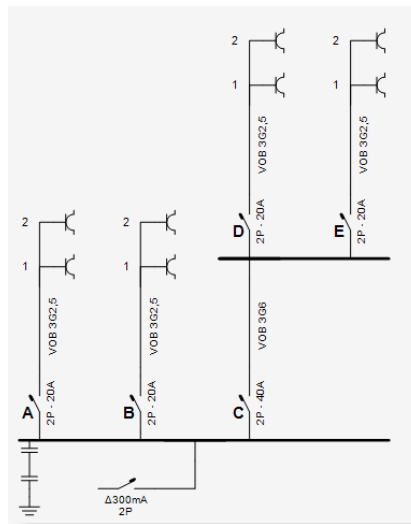 2
2
1
1
VOB 3G2,5
VOB 3G2,5
D
2P - 20A
E
2P - 20A
2
2
1
1
VOB 3G2,5
VOB 3G2,5
VOB 3G6
A
2P - 20A
B
2P - 20A
C
2P - 40A
Δ300mA
2P